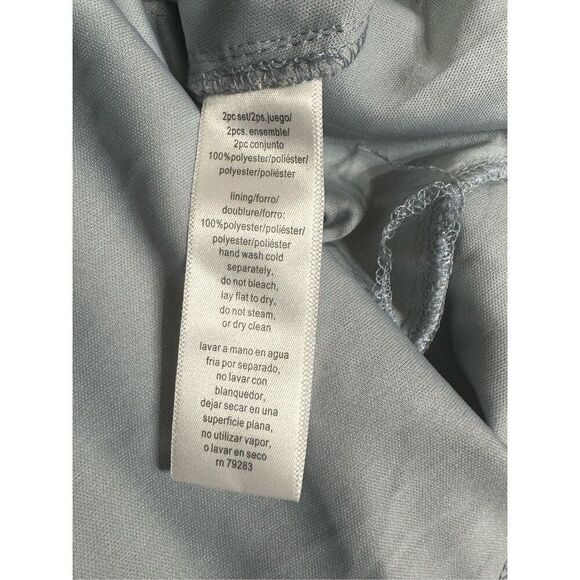 2pc set/2ps.juego/
2pcs. ensemble/
2pc conjunto
100%polyester/poliéster/
polyester/poliéster
lining/forro/
doublure/forro:
100%polyester/poliéster/
polyester/poliéster
hand wash cold
separately,
do not bleach,
lay flat to dry,
do not steam,
or dry clean
lavar a mano en agua
fria por separado,
no lavar con
blanquedor,
dejar secar en una
superficie plana,
no utilizar vapor,
o lavar en seco
rn 79283